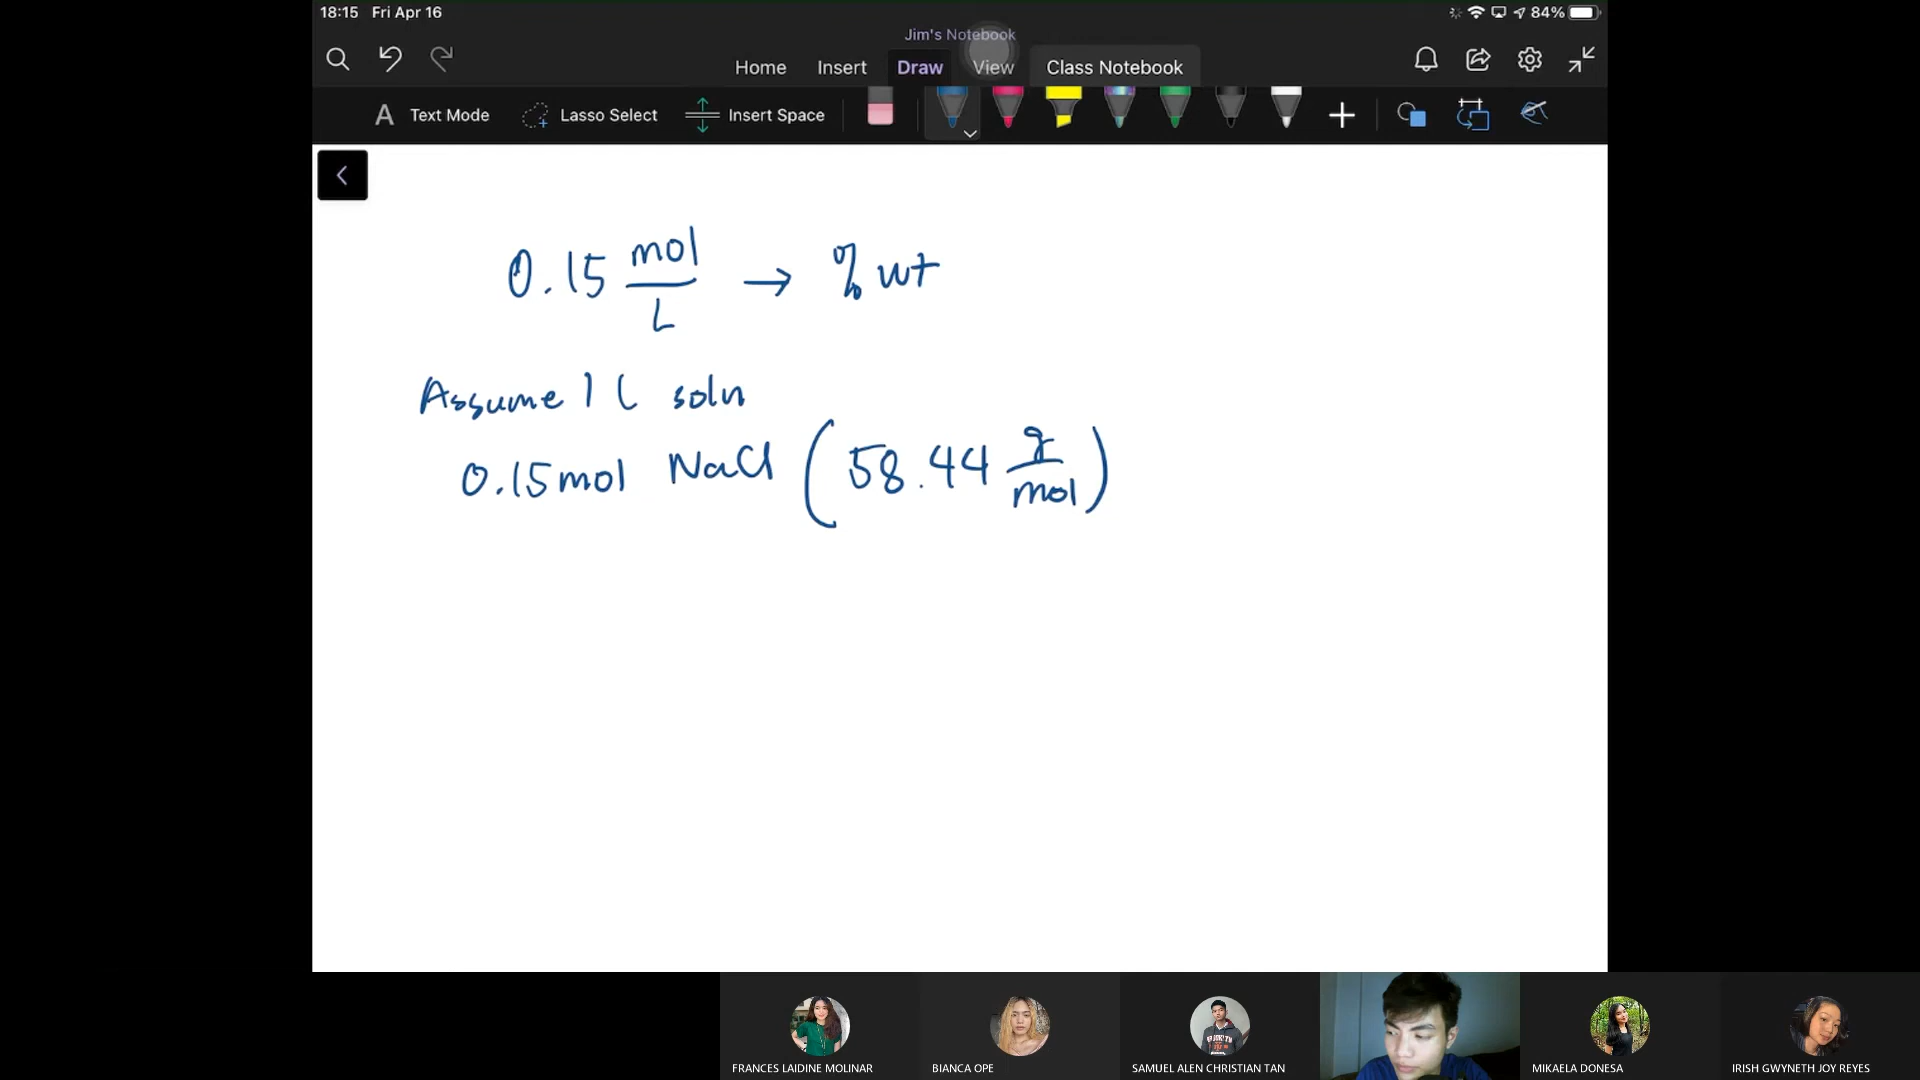 18:15 Fri Apr 16 84%
Jim's Notebook
Home Insert Draw View Class Notebook
A Text Mode Lasso Select Insert Space
0.15 mol/L → % wt
Assume 1 L soln
0.15 mol NaCl (58.44 g/mol)
FRANCES LAIDINE MOLINAR BIANCA OPE SAMUEL ALEN CHRISTIAN TAN MIKAELA DONESA IRISH GWYNETH JOY REYES